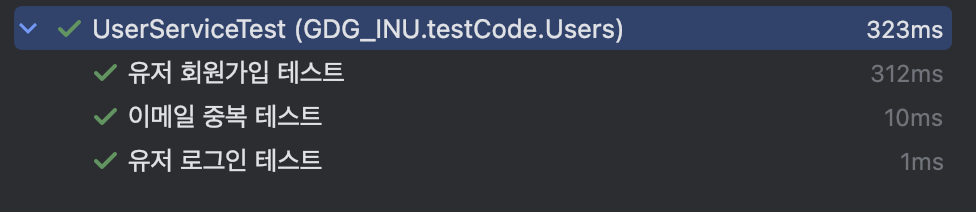 UserServiceTest (GDG_INU.testCode.Users) 323ms
유저 회원가입 테스트 312ms
이메일 중복 테스트 10ms
유저 로그인 테스트 1ms